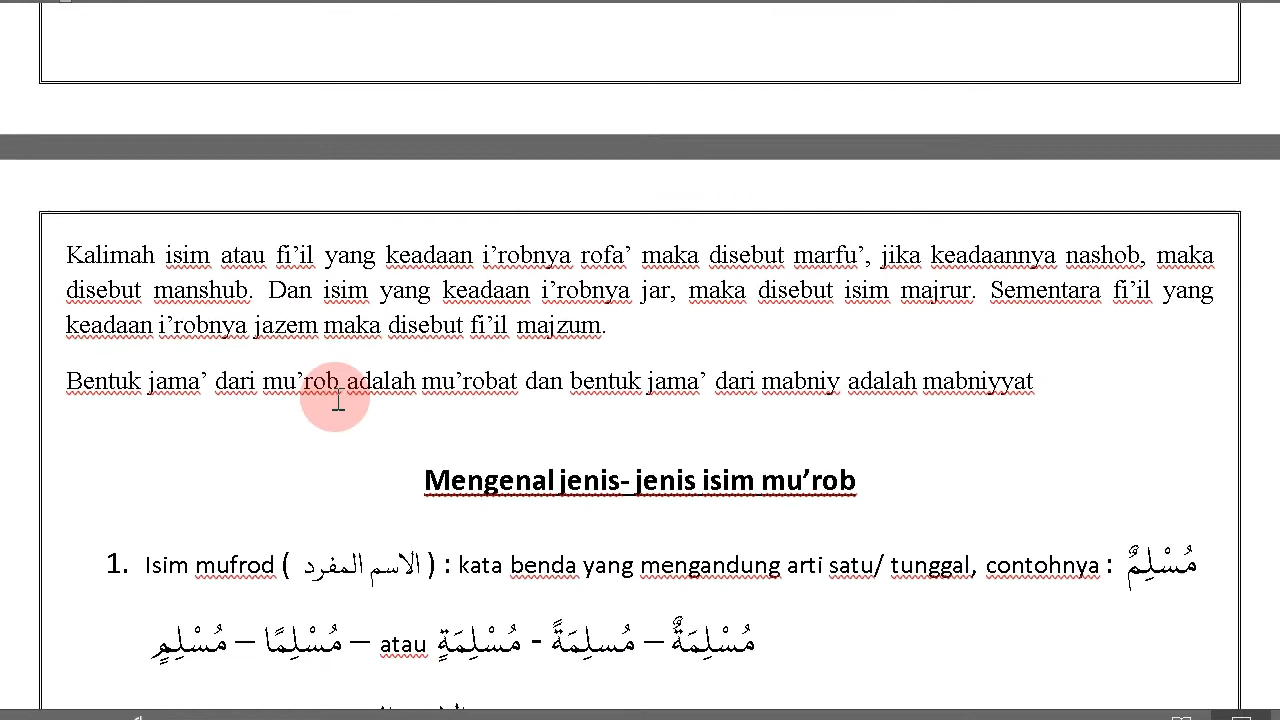 Kalimah isim atau fi’il yang keadaan i’robnya rofa’ maka disebut marfu’, jika keadaannya nashob, maka
disebut manshub. Dan isim yang keadaan i’robnya jar, maka disebut isim majrur. Sementara fi’il yang
keadaan i’robnya jazem maka disebut fi’il majzum.
Bentuk jama’ dari mu’rob adalah mu’robat dan bentuk jama’ dari mabniy adalah mabniyyat
Mengenal jenis- jenis isim mu’rob
1. Isim mufrod ( الاسم المفرد ) : kata benda yang mengandung arti satu/ tunggal, contohnya : مُسْلِمٌ
مُسْلِمَةٌ – مُسلِمَةً - مُسْلِمَةٍ atau – مُسْلِمًا – مُسْلِمٍ